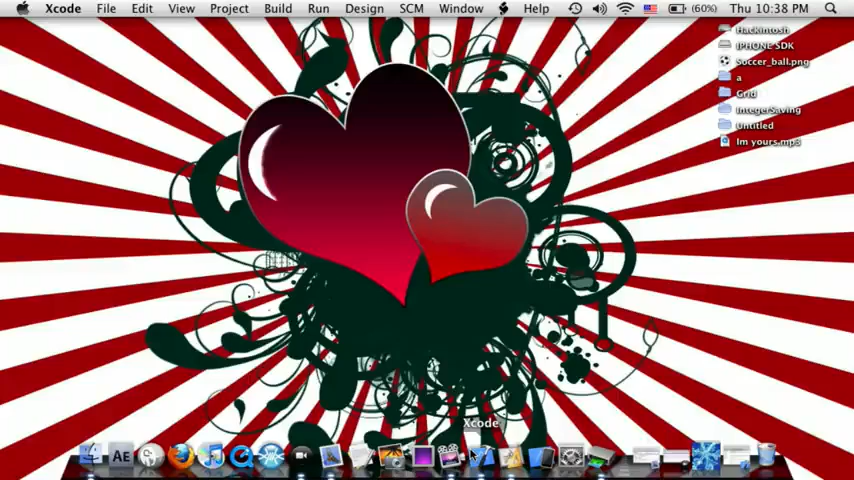 Xcode File Edit View Project Build Run Design SCM Window Help (60%) Thu 10:38 PM
Hackintosh
IPHONE SDK
Soccer_ball.png
a
Grid
IntegerSaving
Untitled
Im yours.mp3
Xcode
AE